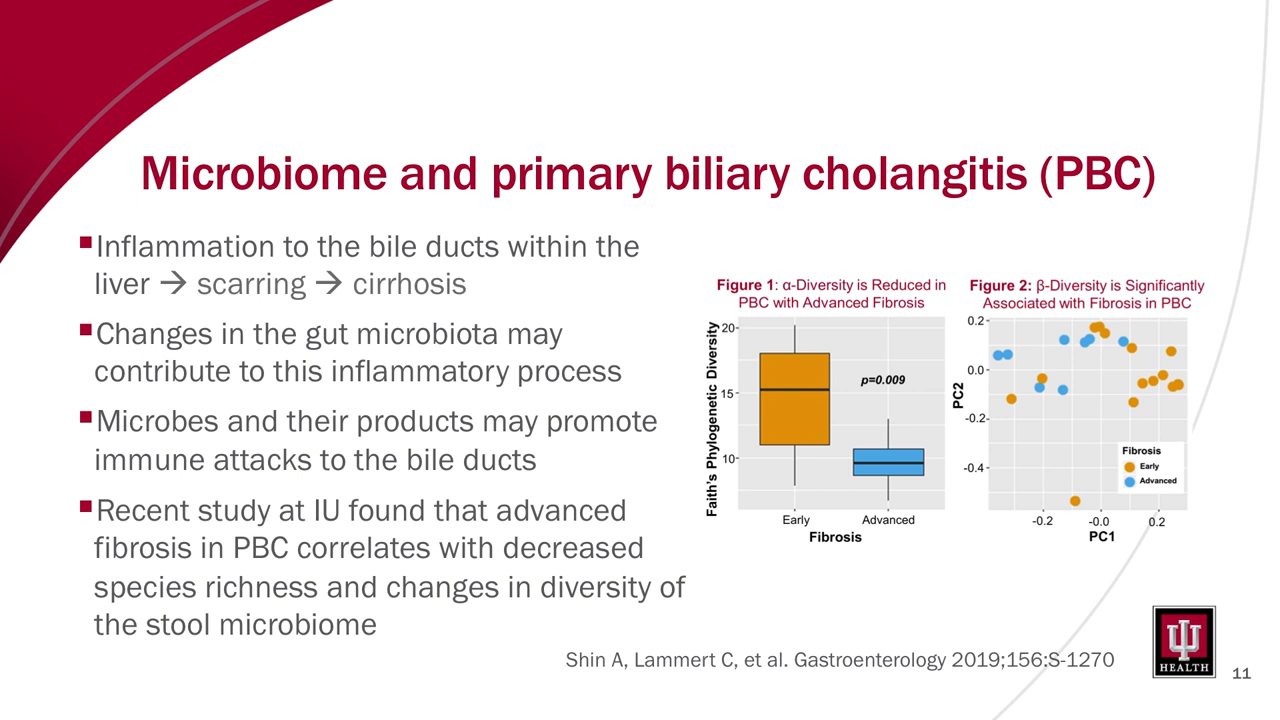 Microbiome and primary biliary cholangitis (PBC)
▪Inflammation to the bile ducts within the
liver → scarring → cirrhosis
▪Changes in the gut microbiota may
contribute to this inflammatory process
▪Microbes and their products may promote
immune attacks to the bile ducts
▪Recent study at IU found that advanced
fibrosis in PBC correlates with decreased
species richness and changes in diversity of
the stool microbiome
Figure 1: α-Diversity is Reduced in
PBC with Advanced Fibrosis
Faith's Phylogenetic Diversity
20
15
10
p=0.009
Early Advanced
Fibrosis
Figure 2: β-Diversity is Significantly
Associated with Fibrosis in PBC
PC2
0.2
0.0
-0.2
-0.4
Fibrosis
Early
Advanced
-0.2 -0.0 0.2
PC1
Shin A, Lammert C, et al. Gastroenterology 2019;156:S-1270
IU
HEALTH
11